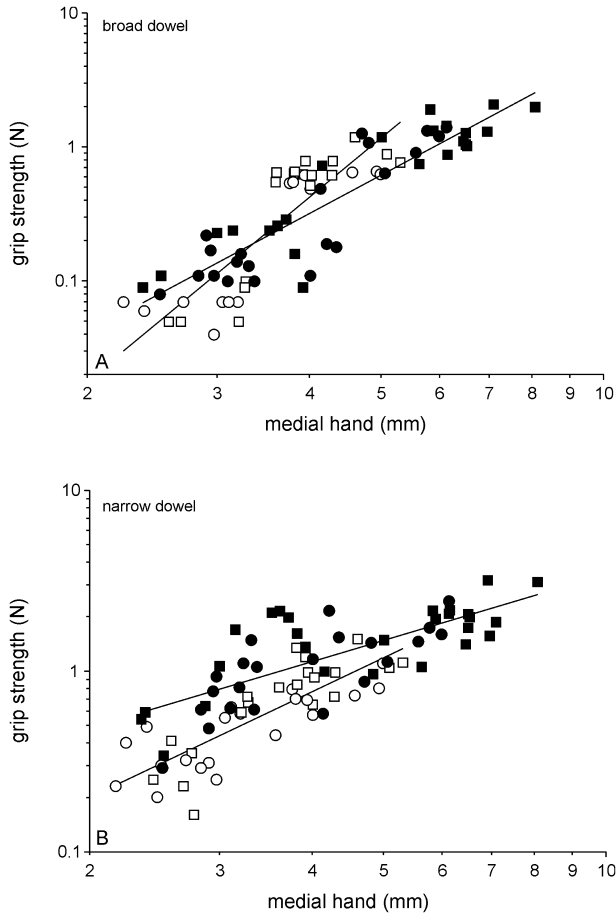 10
broad dowel
grip strength (N)
1
0.1
A
2 3 4 5 6 7 8 9 10
medial hand (mm)
10
narrow dowel
grip strength (N)
1
B
0.1
2 3 4 5 6 7 8 9 10
medial hand (mm)